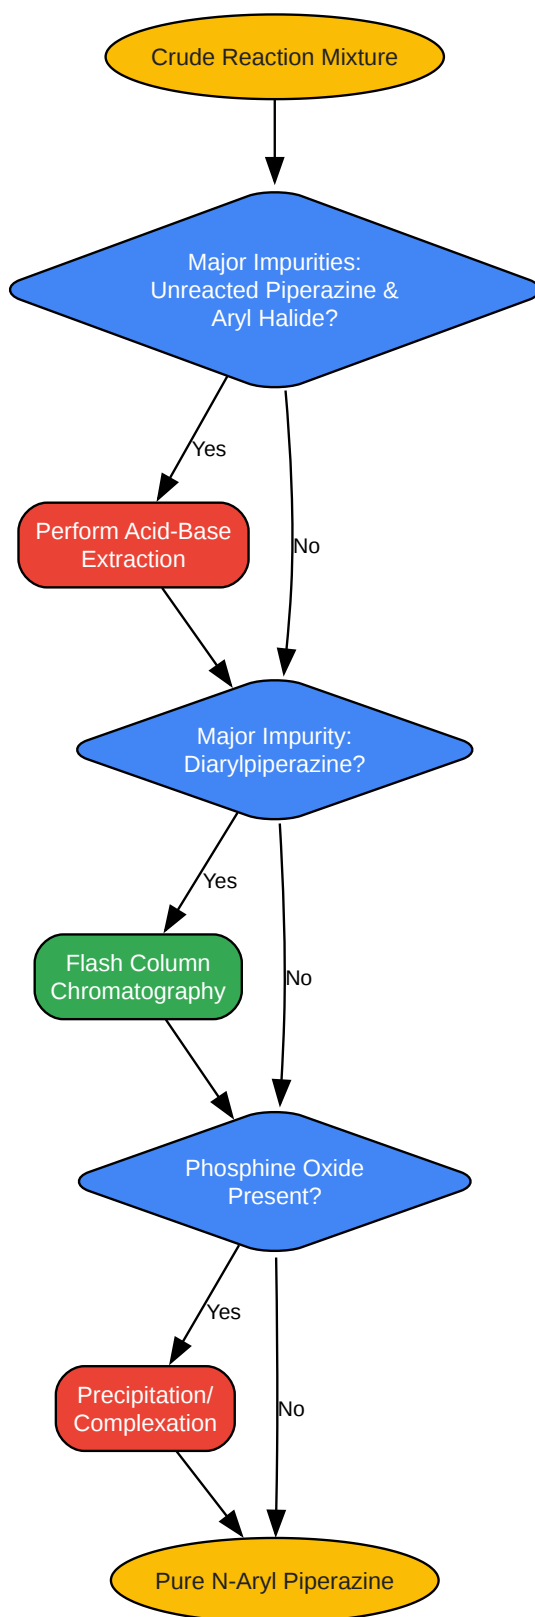 Crude Reaction Mixture
Major Impurities:
Unreacted Piperazine &
Aryl Halide?
Yes
Perform Acid-Base
Extraction
No
Major Impurity:
Diarylpiperazine?
Yes
Flash Column
Chromatography
No
Phosphine Oxide
Present?
Yes
Precipitation/
Complexation
No
Pure N-Aryl Piperazine